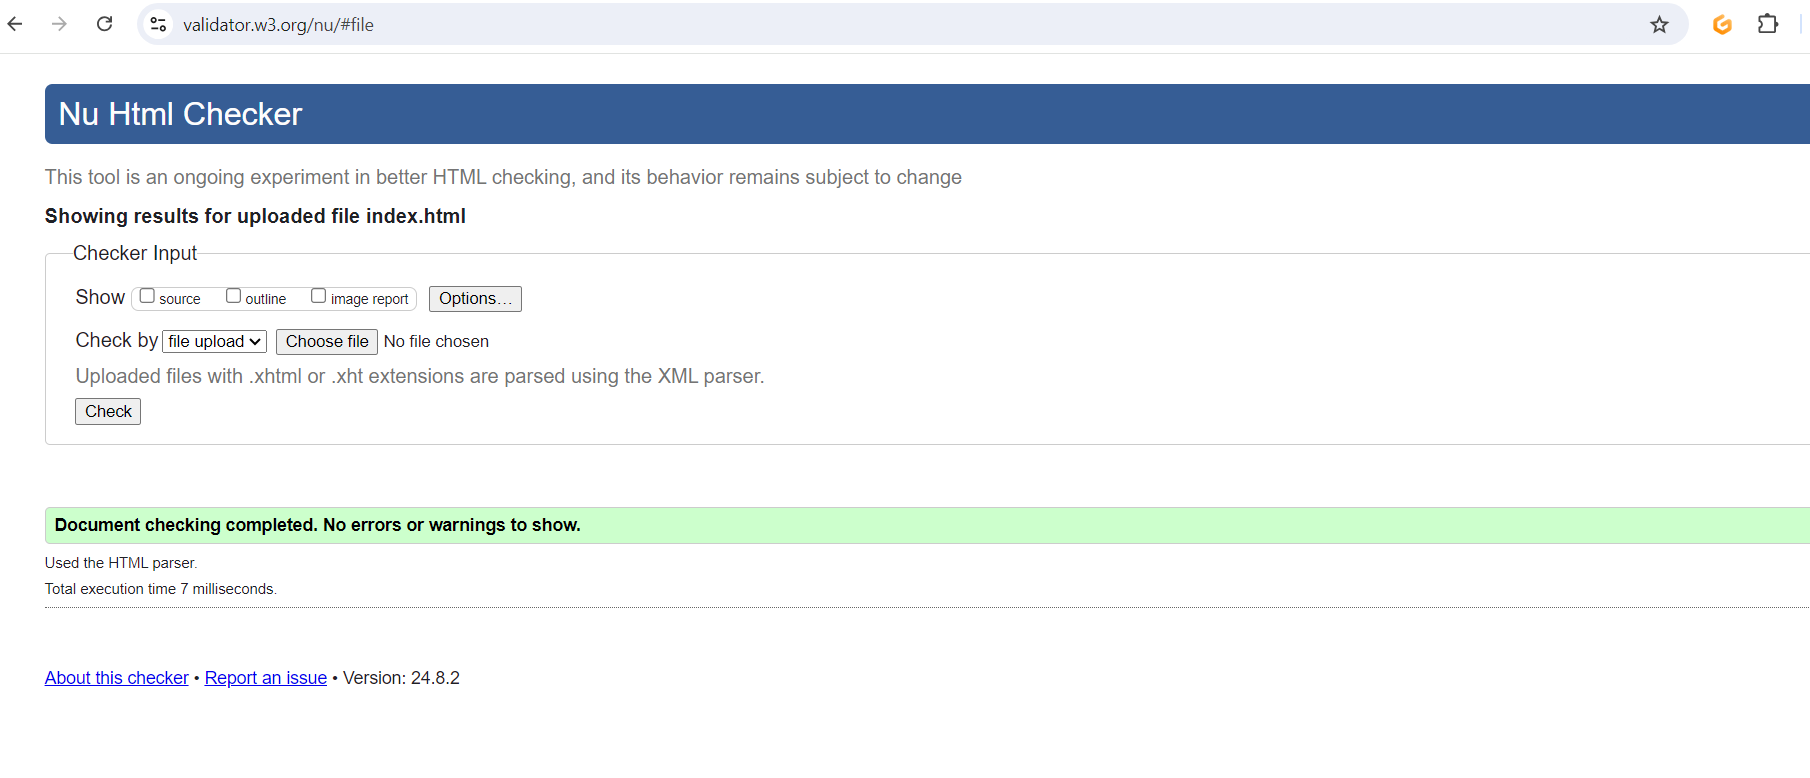 validator.w3.org/nu/#file
Nu Html Checker
This tool is an ongoing experiment in better HTML checking, and its behavior remains subject to change
Showing results for uploaded file index.html
Checker Input
Show source outline image report Options…
Check by file upload Choose file No file chosen
Uploaded files with .xhtml or .xht extensions are parsed using the XML parser.
Check
Document checking completed. No errors or warnings to show.
Used the HTML parser.
Total execution time 7 milliseconds.
About this checker • Report an issue • Version: 24.8.2